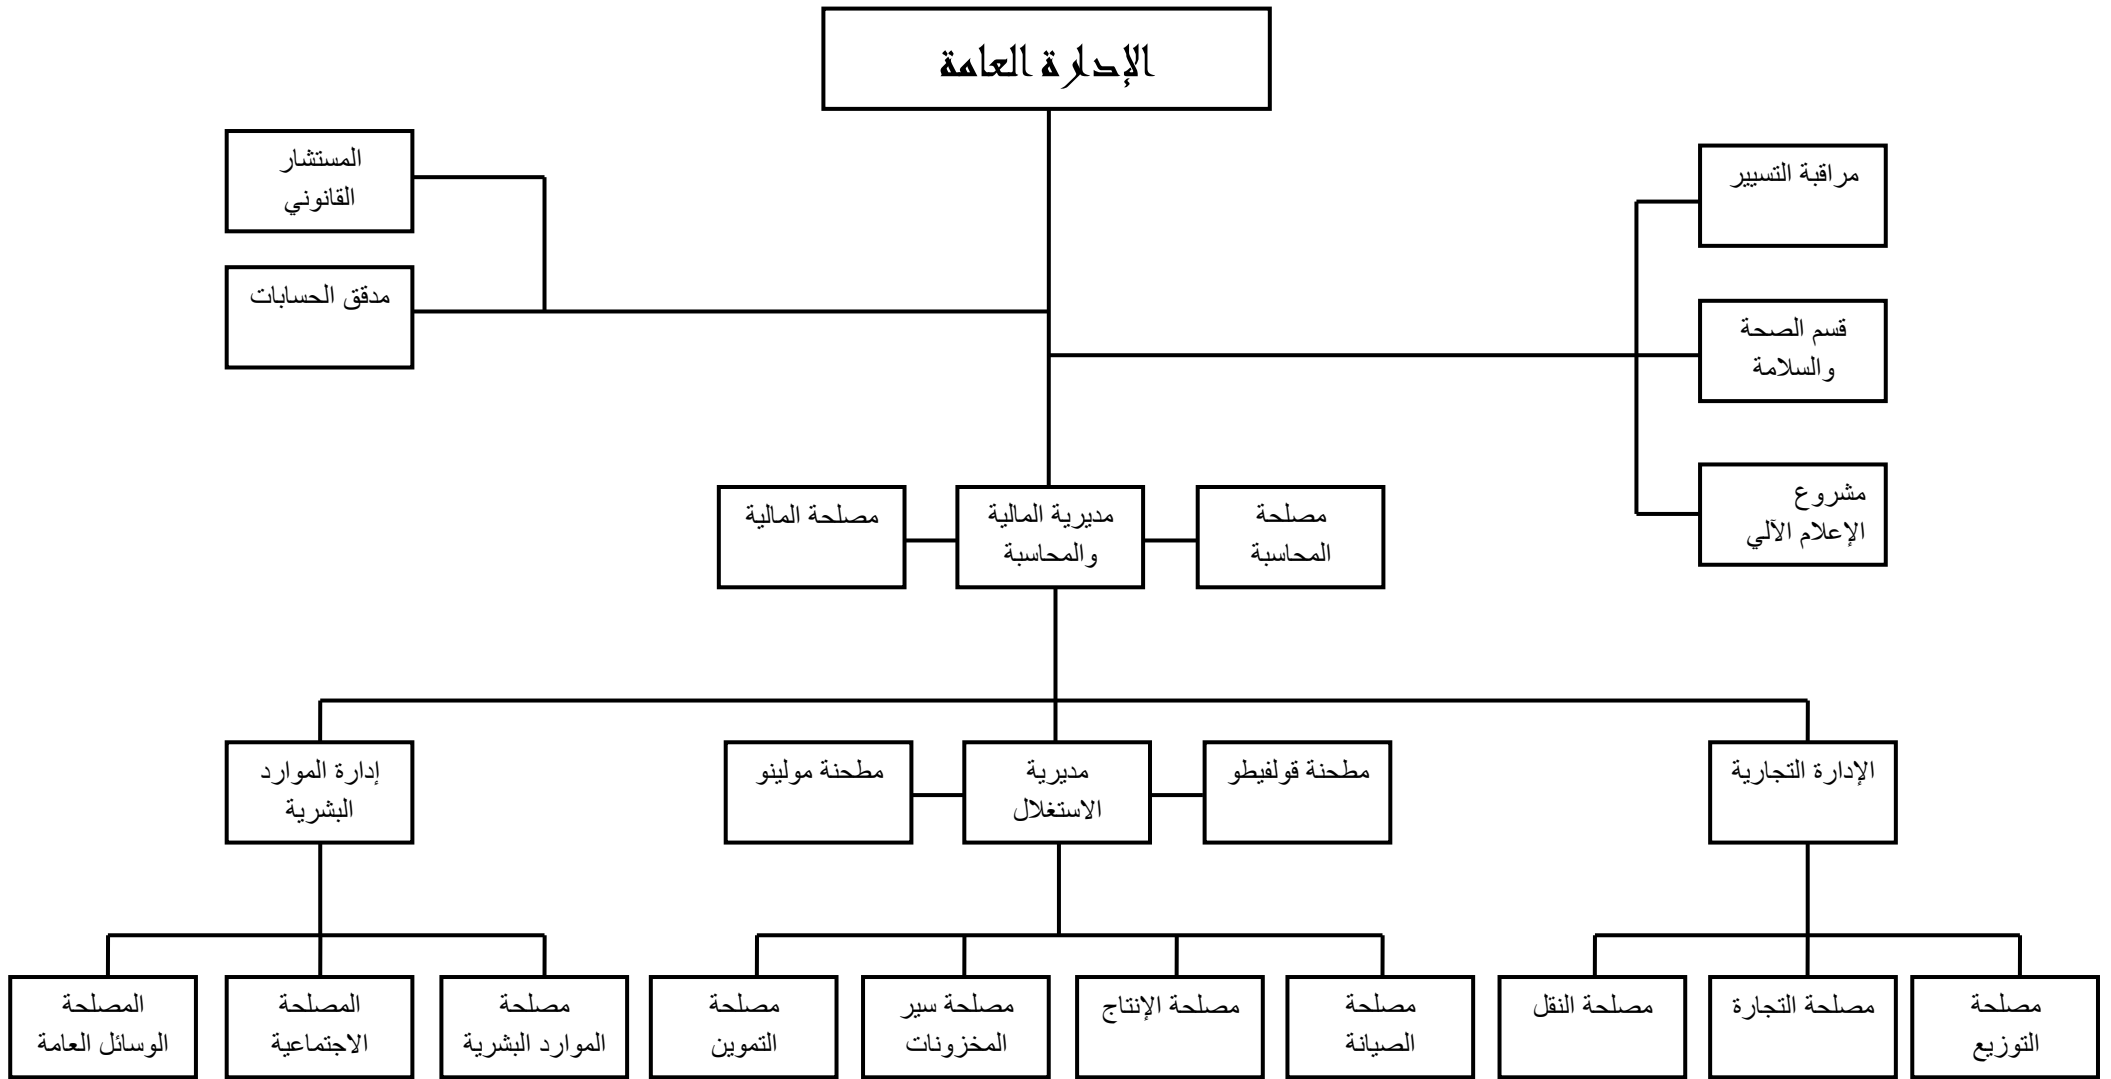 الإدارة العامة
مراقبة التسيير
المستشار
القانوني
مدقق الحسابات
قسم الصحة
والسلامة
مشروع
الإعلام الآلي
مصلحة
المحاسبة
مديرية المالية
والمحاسبة
مصلحة المالية
الإدارة التجارية
مطحنة قولفيطو
مديرية
الاستغلال
مطحنة مولينو
إدارة الموارد
البشرية
مصلحة
التوزيع
مصلحة التجارة
مصلحة النقل
مصلحة
الصيانة
مصلحة الإنتاج
مصلحة سير
المخزونات
مصلحة
التموين
مصلحة
الموارد البشرية
المصلحة
الاجتماعية
المصلحة
الوسائل العامة